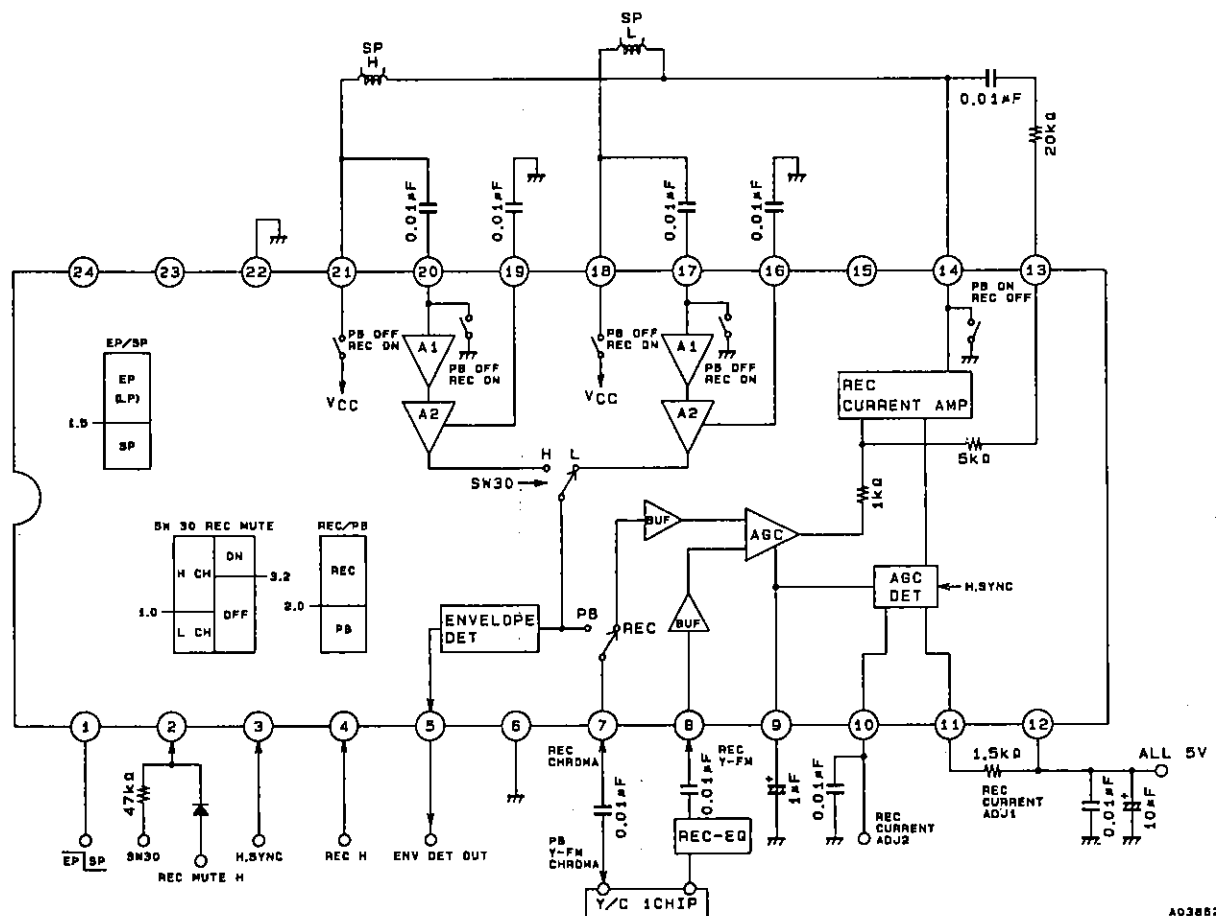 SP
L
SP
H
0.01μF
20kΩ
0.01μF
0.01μF
0.01μF
0.01μF
24
23
22
21
20
19
18
17
16
15
14
13
PB ON
REC OFF
EP/SP
EP
(LP)
1.5
SP
PB OFF
REC ON
VCC
A1
PB OFF
REC ON
A2
PB OFF
REC ON
VCC
A1
PB OFF
REC ON
A2
REC
CURRENT AMP
5kΩ
1kΩ
H L
SW30
SW 30 REC MUTE
H CH
ON
3.2
1.0
OFF
L CH
REC/PB
REC
2.0
PB
BUF
AGC
AGC
DET
H.SYNC
ENVELOPE
DET
PB
REC
BUF
1
2
3
4
5
6
7
8
9
10
11
12
REC
CHROMA
REC
Y-FM
47kΩ
0.01μF
0.01μF
1μF
0.01μF
1.5kΩ
REC
CURRENT
ADJ1
ALL 5V
0.01μF
10μF
EP SP
SW30
REC MUTE H
H.SYNC
REC H
ENV DET OUT
PB
Y-FM
CHROMA
REC-EQ
REC
CURRENT
ADJ2
Y/C 1CHIP